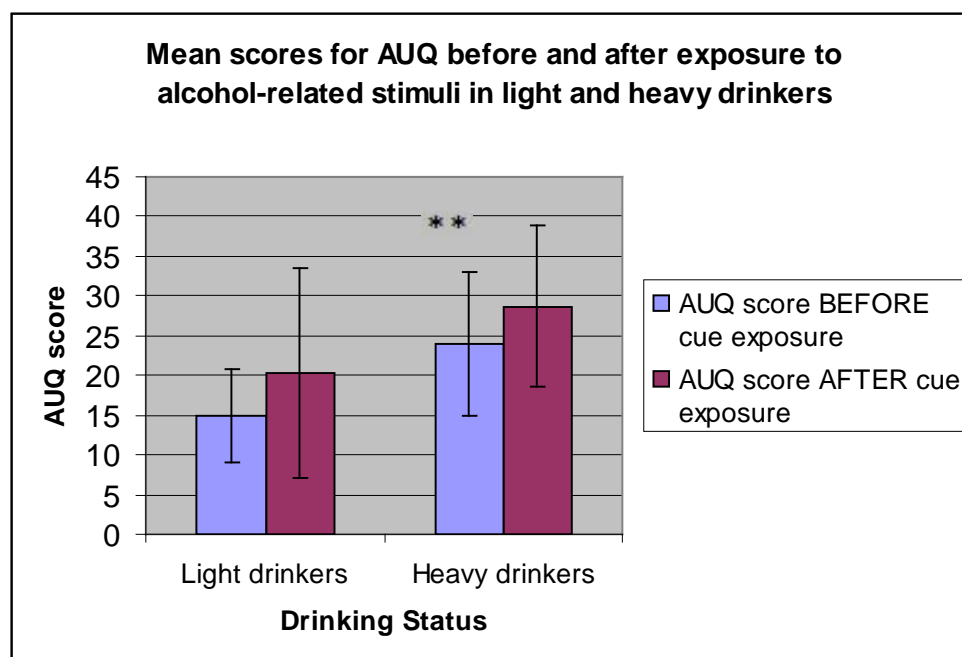 Mean scores for AUQ before and after exposure to
alcohol-related stimuli in light and heavy drinkers
45
40
35
30
25
20
15
10
5
0
AUQ score
**
Light drinkers
Heavy drinkers
Drinking Status
AUQ score BEFORE
cue exposure
AUQ score AFTER cue
exposure